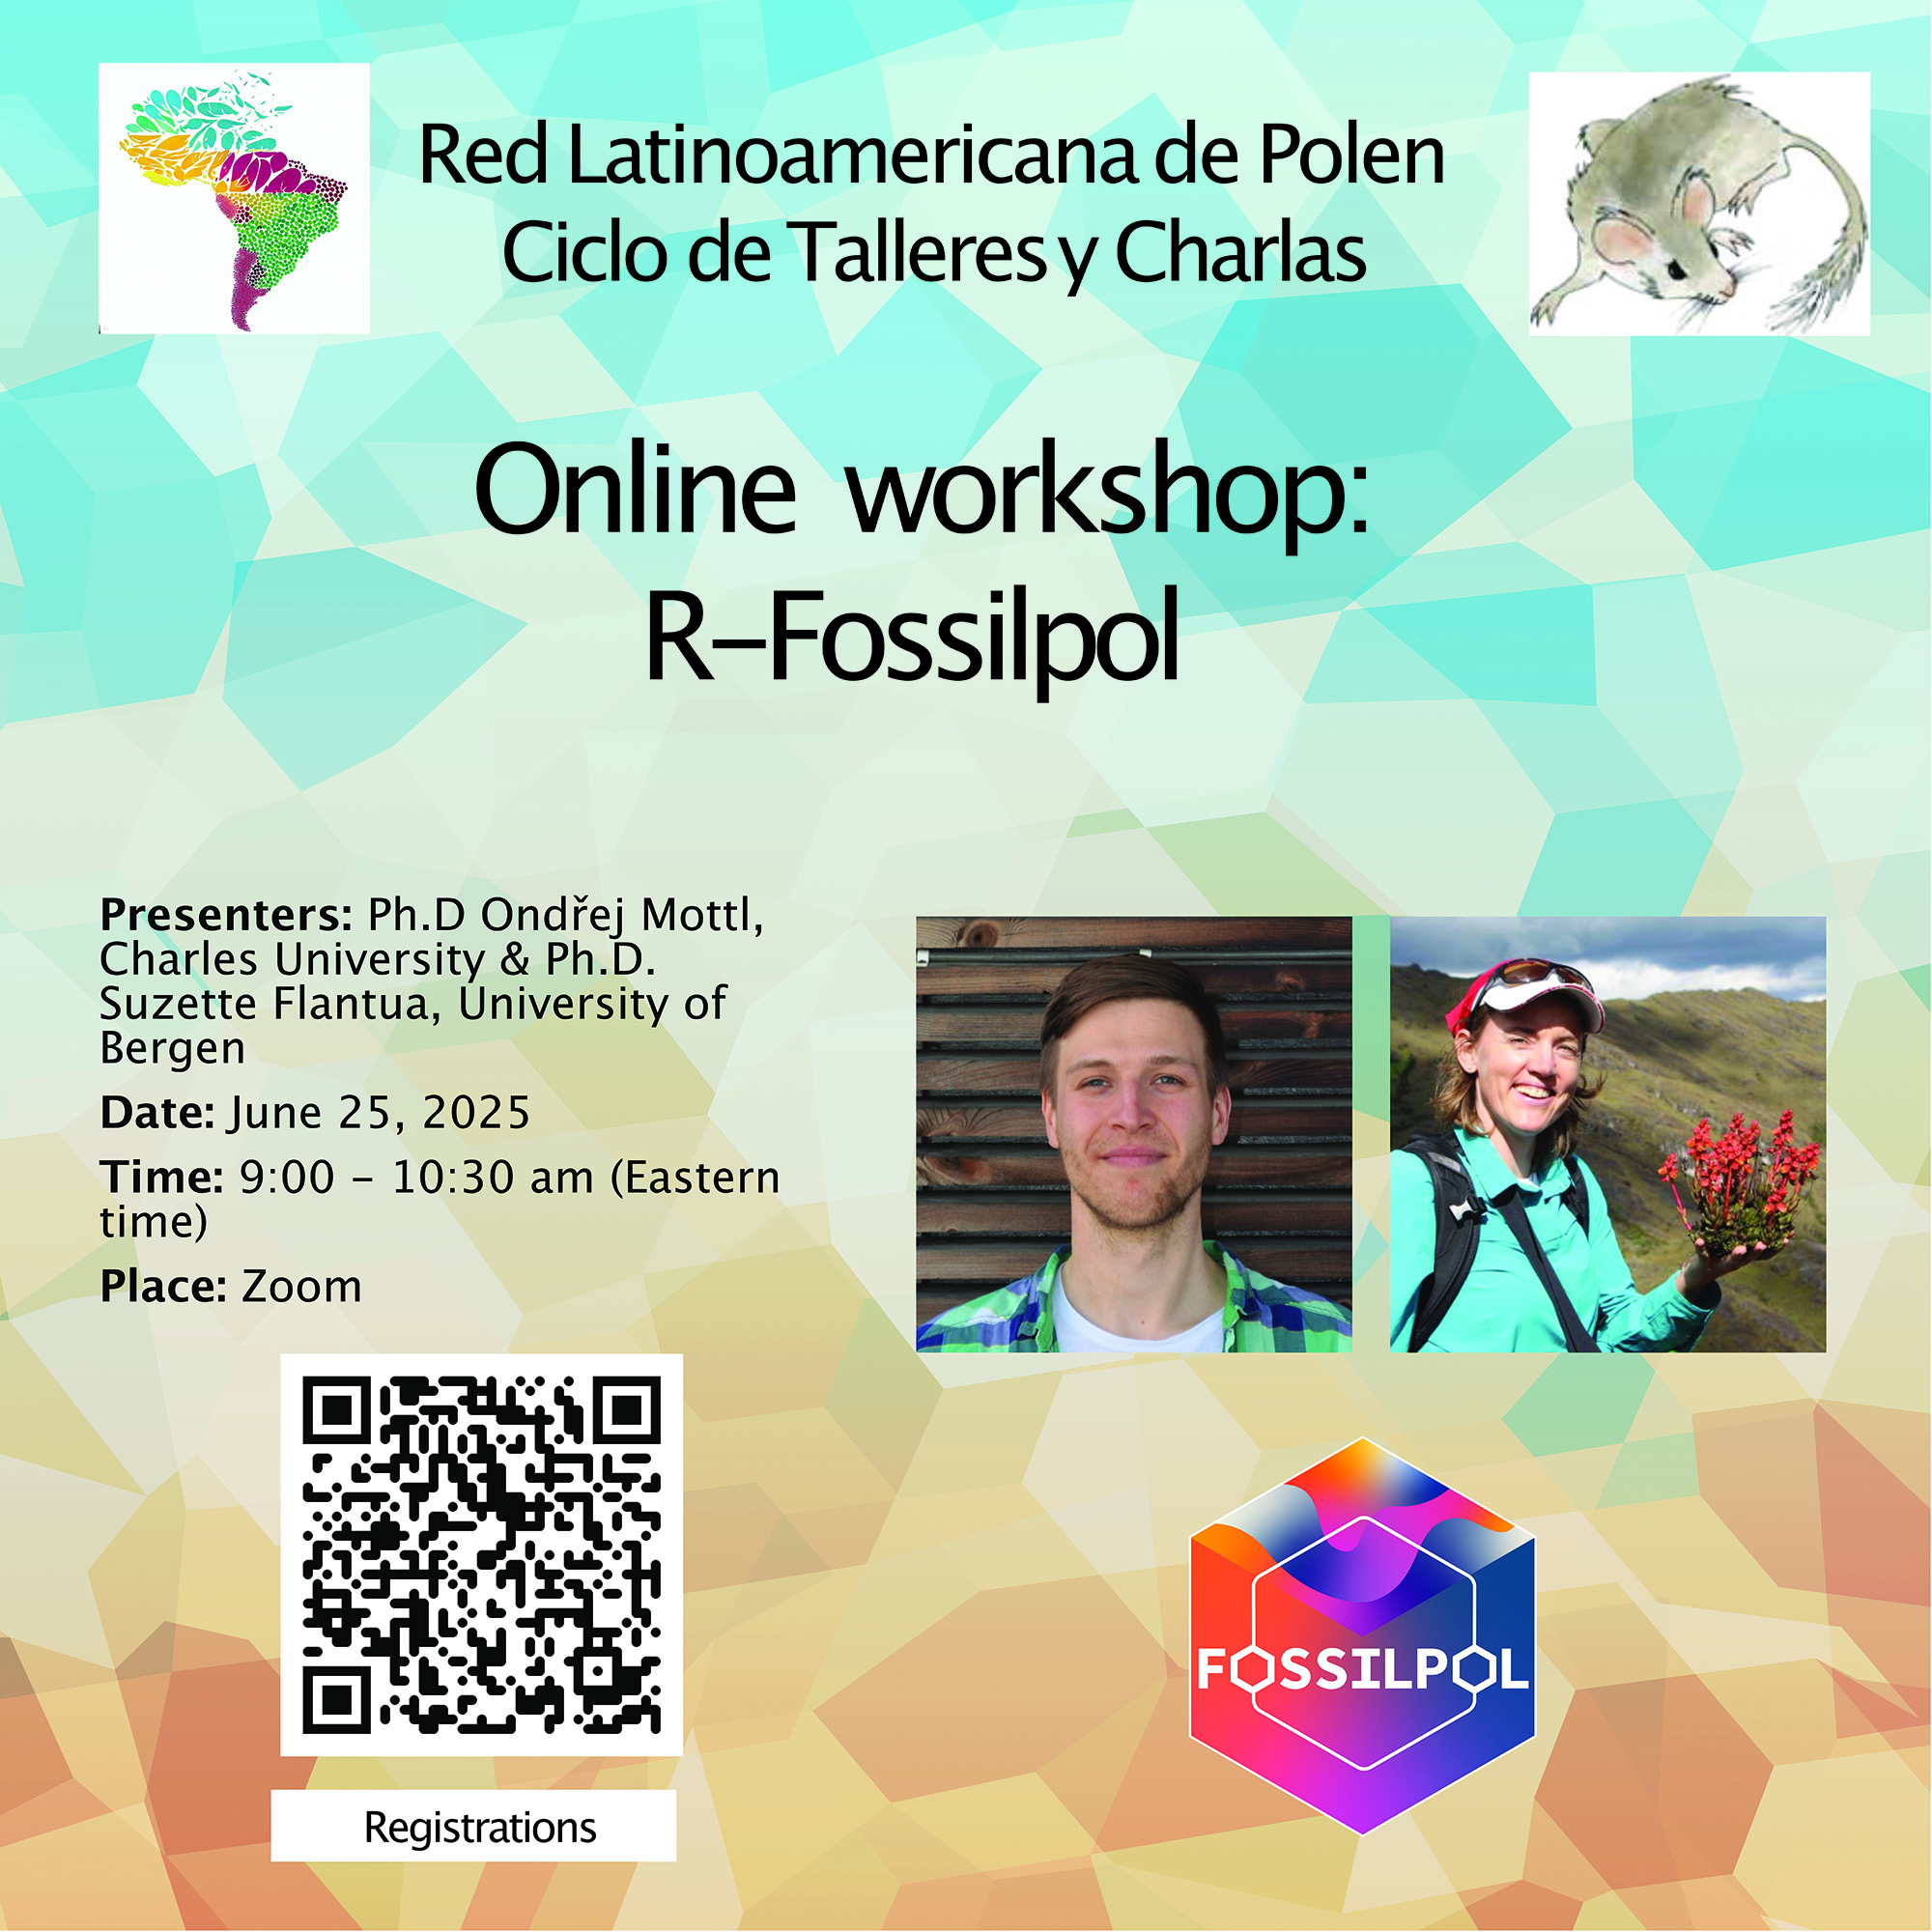 Red Latinoamericana de Polen
Ciclo de Talleres y Charlas
Online workshop:
R-Fossilpol
Presenters: Ph.D Ondřej Mottl,
Charles University & Ph.D.
Suzette Flantua, University of
Bergen
Date: June 25, 2025
Time: 9:00 - 10:30 am (Eastern
time)
Place: Zoom
Registrations
FOSSILPOL